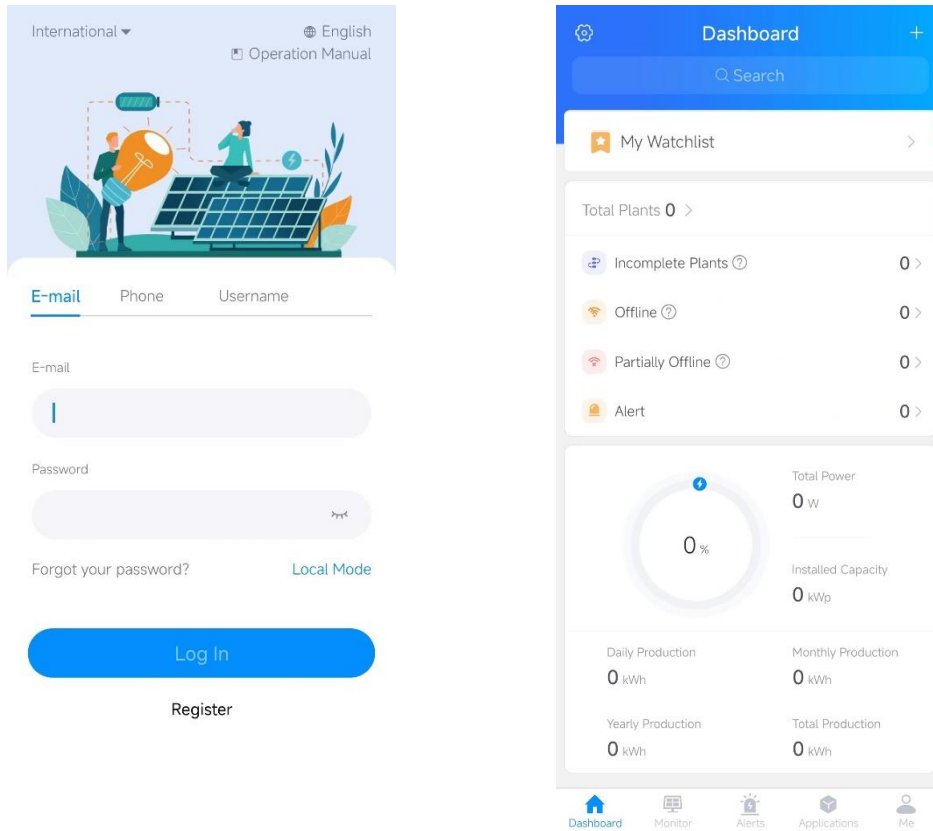 International
English
Operation Manual
E-mail Phone Username
E-mail
Password
Forgot your password? Local Mode
Log In
Register
Dashboard
Search
My Watchlist
Total Plants 0
Incomplete Plants 0
Offline 0
Partially Offline 0
Alert 0
Total Power
0 W
0 %
Installed Capacity
0 kWp
Daily Production Monthly Production
0 kWh 0 kWh
Yearly Production Total Production
0 kWh 0 kWh
Dashboard Monitor Alerts Applications Me